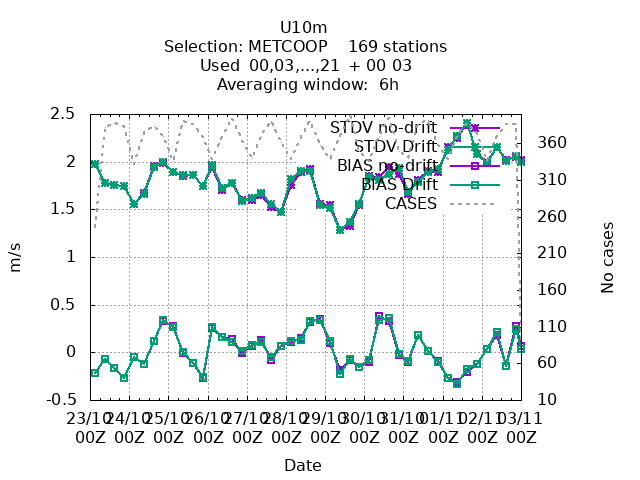 U10m
Selection: METCOOP    169 stations
Used  00,03,...,21  + 00 03
Averaging window:  6h
STDV no-drift
STDV Drift
BIAS no-drift
BIAS Drift
CASES
2.5
2
1.5
1
0.5
0
-0.5
m/s
360
310
260
210
160
110
60
10
No cases
23/10 24/10 25/10 26/10 27/10 28/10 29/10 30/10 31/10 01/11 02/11 03/11
00Z 00Z 00Z 00Z 00Z 00Z 00Z 00Z 00Z 00Z 00Z 00Z
Date